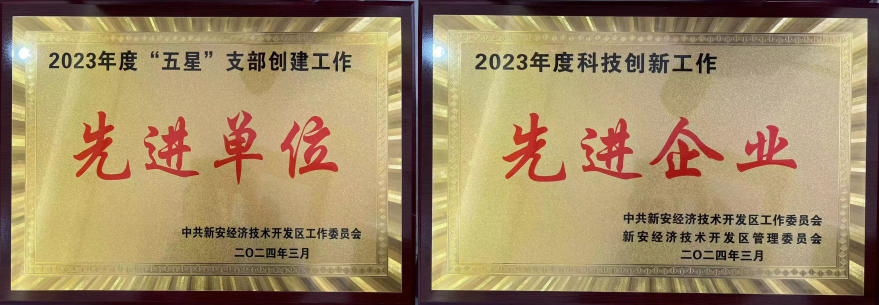 2023年度“五星”支部创建工作
先进单位
中共新安经济技术开发区工作委员会
二〇二四年三月
2023年度科技创新工作
先进企业
中共新安经济技术开发区工作委员会
新安经济技术开发区管理委员会
二〇二四年三月